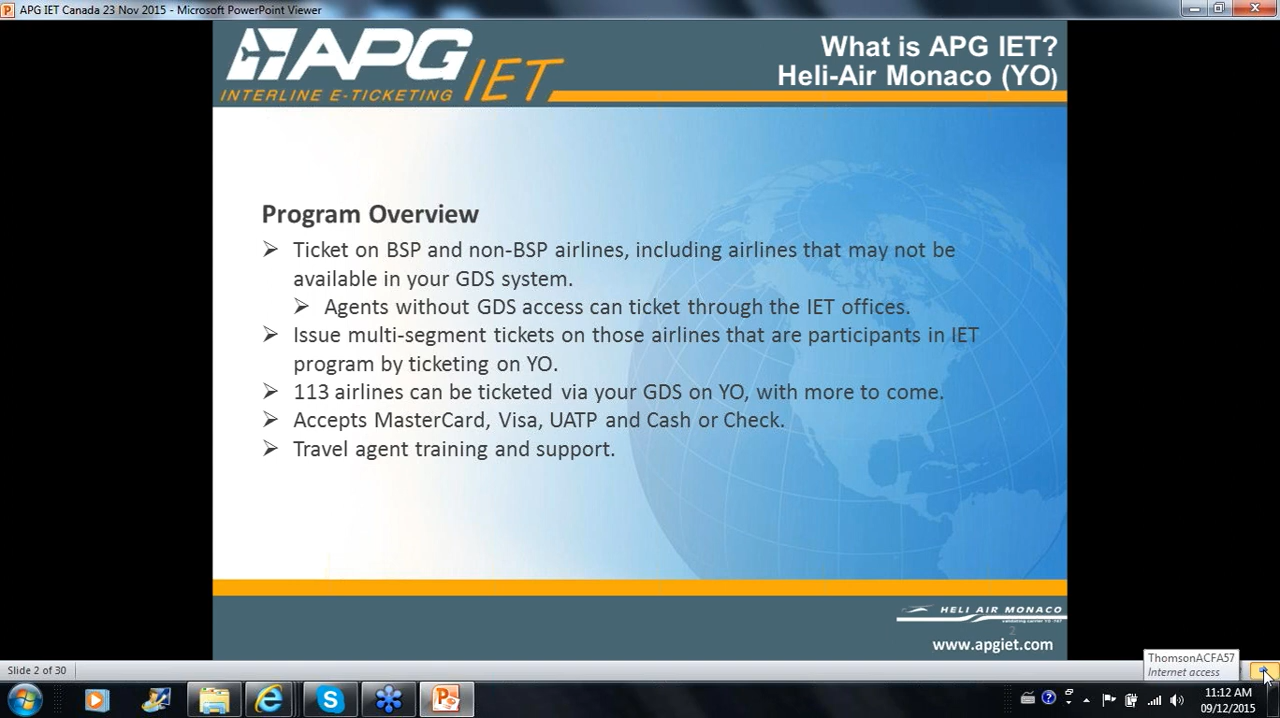 APG IET Canada 23 Nov 2015 - Microsoft PowerPoint Viewer
APG IET
INTERLINE E-TICKETING
What is APG IET?
Heli-Air Monaco (YO)
Program Overview
Ticket on BSP and non-BSP airlines, including airlines that may not be
available in your GDS system.
Agents without GDS access can ticket through the IET offices.
Issue multi-segment tickets on those airlines that are participants in IET
program by ticketing on YO.
113 airlines can be ticketed via your GDS on YO, with more to come.
Accepts MasterCard, Visa, UATP and Cash or Check.
Travel agent training and support.
HELI AIR MONACO
2
www.apgiet.com
Slide 2 of 30
ThomsonACFA57
Internet access
11:12 AM
09/12/2015